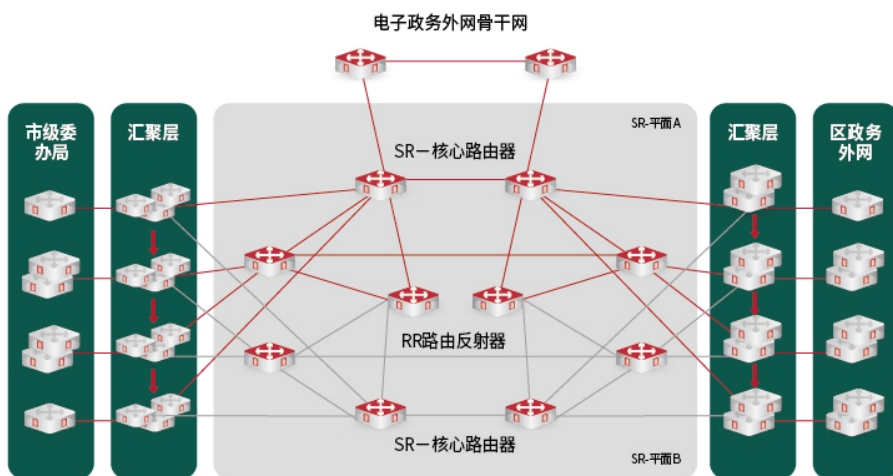 电子政务外网骨干网
市级委
办局
汇聚层
SR-平面A
SR一核心路由器
汇聚层
区政务
外网
RR路由反射器
SR一核心路由器
SR-平面B